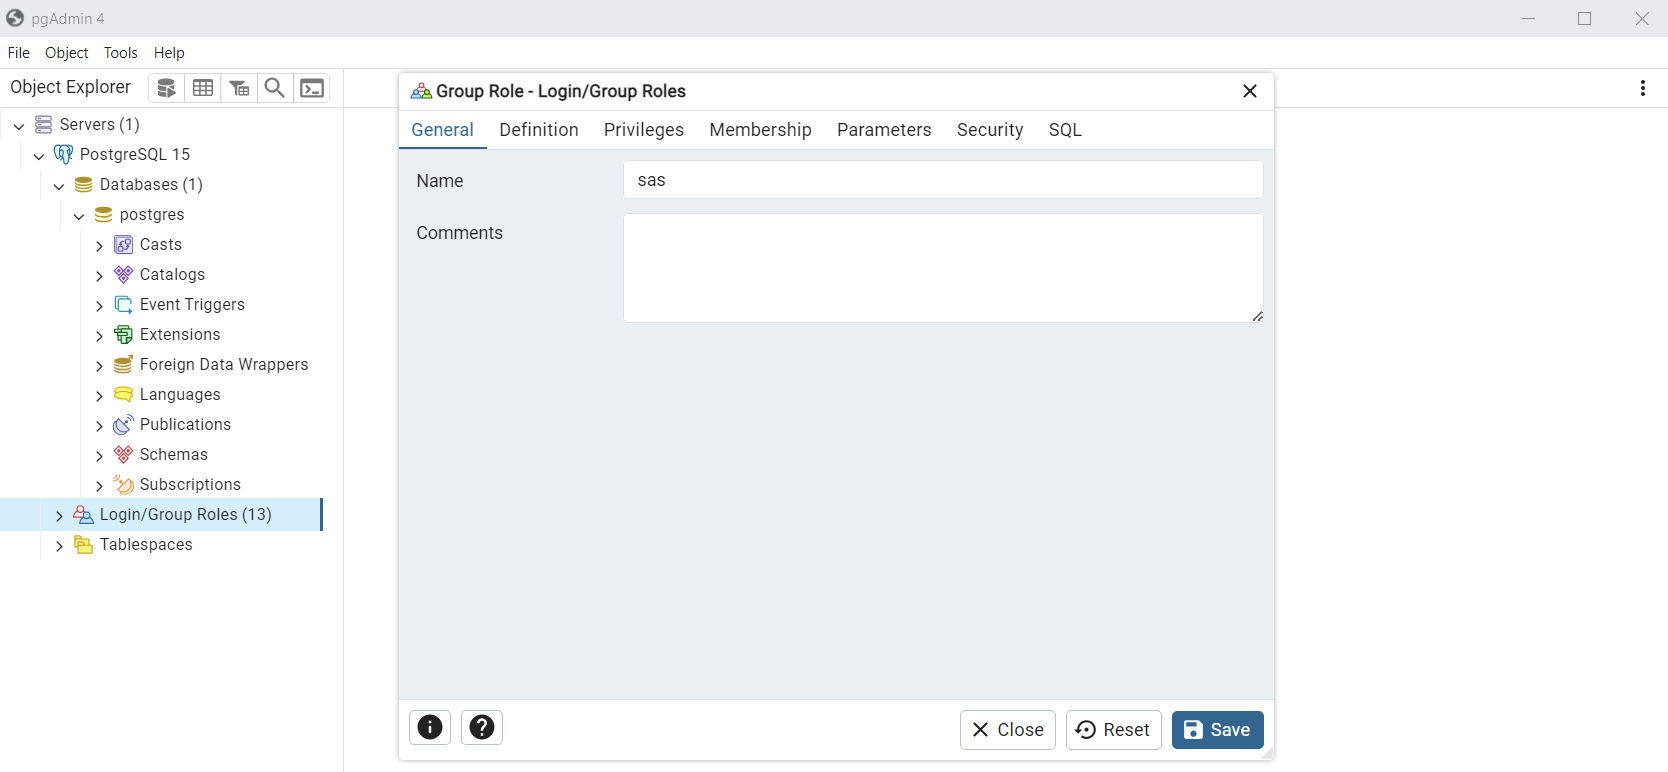 pgAdmin 4
File Object Tools Help
Object Explorer
Servers (1)
PostgreSQL 15
Databases (1)
postgres
Casts
Catalogs
Event Triggers
Extensions
Foreign Data Wrappers
Languages
Publications
Schemas
Subscriptions
Login/Group Roles (13)
Tablespaces
Group Role - Login/Group Roles
General Definition Privileges Membership Parameters Security SQL
Name sas
Comments
Close Reset Save